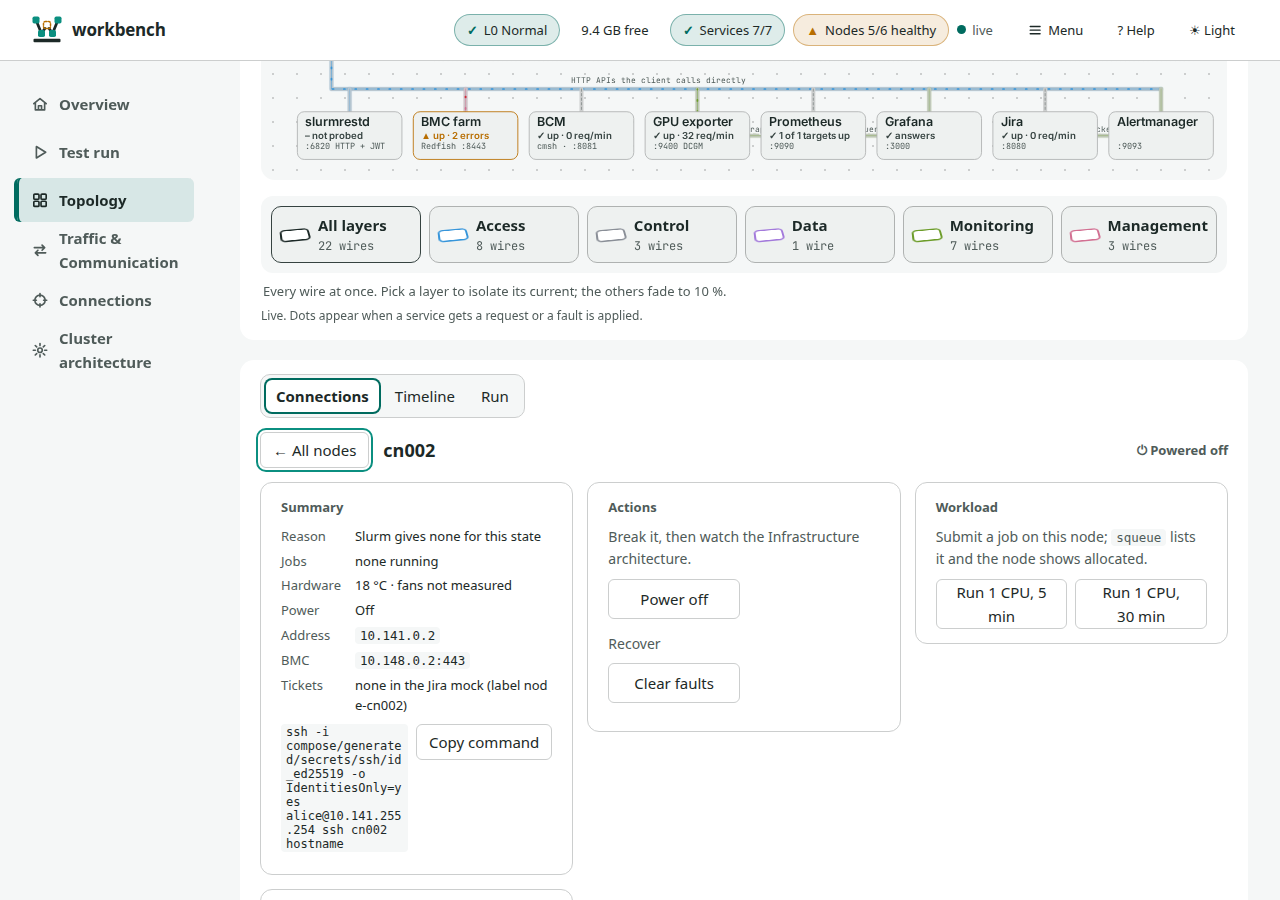 workbench
✓ L0 Normal
9.4 GB free
✓ Services 7/7
▲ Nodes 5/6 healthy
live
Menu
? Help
☀ Light
Overview
Test run
Topology
Traffic &
Communication
Connections
Cluster
architecture
HTTP APIs the client calls directly
slurmrestd
– not probed
:6820 HTTP + JWT
BMC farm
▲ up · 2 errors
Redfish :8443
BCM
✓ up · 0 req/min
cmsh · :8081
GPU exporter
✓ up · 32 req/min
:9400 DCGM
Prometheus
✓ 1 of 1 targets up
:9090
Grafana
✓ answers
:3000
Jira
✓ up · 0 req/min
:8080
Alertmanager
:9093
All layers
22 wires
Access
8 wires
Control
3 wires
Data
1 wire
Monitoring
7 wires
Management
3 wires
Every wire at once. Pick a layer to isolate its current; the others fade to 10 %.
Live. Dots appear when a service gets a request or a fault is applied.
Connections
Timeline
Run
← All nodes
cn002
Powered off
Summary
Reason Slurm gives none for this state
Jobs none running
Hardware 18 °C · fans not measured
Power Off
Address 10.141.0.2
BMC 10.148.0.2:443
Tickets none in the Jira mock (label nod
e-cn002)
ssh -i
compose/generate
d/secrets/ssh/id
_ed25519 -o
IdentitiesOnly=y
es
alice@10.141.255
.254 ssh cn002
hostname
Copy command
Actions
Break it, then watch the Infrastructure
architecture.
Power off
Recover
Clear faults
Workload
Submit a job on this node; squeue lists
it and the node shows allocated.
Run 1 CPU, 5
min
Run 1 CPU,
30 min